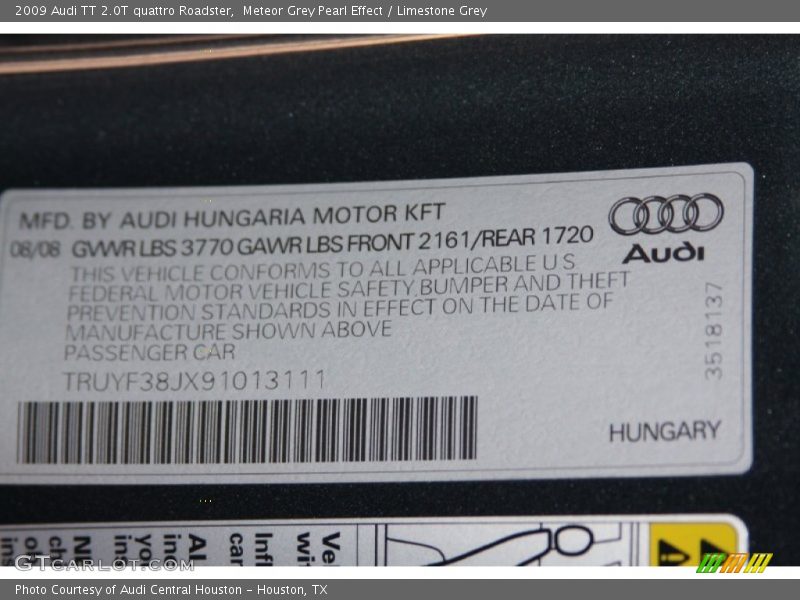 2009 Audi TT 2.0T quattro Roadster, Meteor Grey Pearl Effect / Limestone Grey
MFD. BY AUDI HUNGARIA MOTOR KFT
08/08 GVWR LBS 3770 GAWR LBS FRONT 2161/REAR 1720
THIS VEHICLE CONFORMS TO ALL APPLICABLE U S
FEDERAL MOTOR VEHICLE SAFETY,BUMPER AND THEFT
PREVENTION STANDARDS IN EFFECT ON THE DATE OF
MANUFACTURE SHOWN ABOVE
PASSENGER CAR
TRUYF38JX91013111
Audi
3518137
HUNGARY
GTCarLot.com
Photo Courtesy of Audi Central Houston - Houston, TX